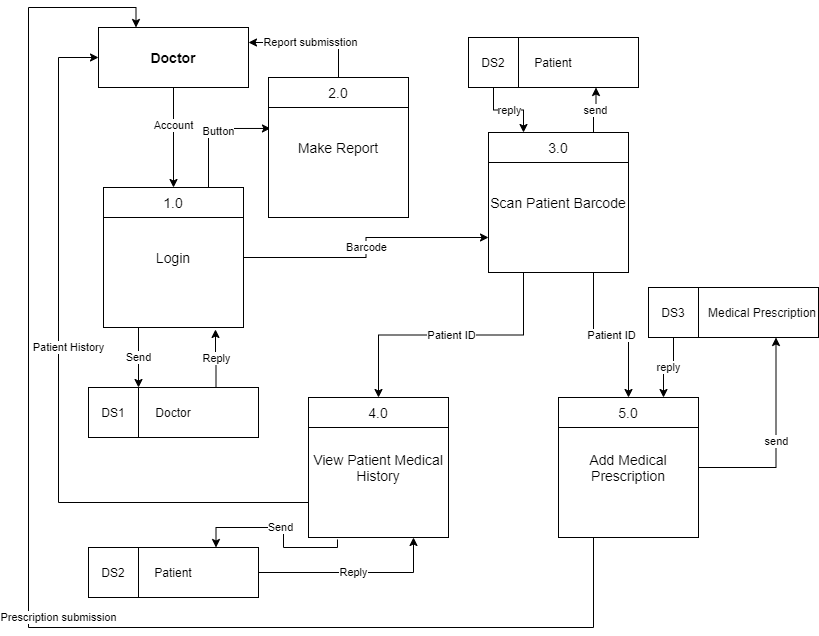 Doctor
Report submisstion
2.0
Make Report
DS2
Patient
reply
send
3.0
Scan Patient Barcode
Account
Button
1.0
Login
Barcode
DS3
Medical Prescription
Patient History
Send
Reply
Patient ID
Patient ID
reply
send
DS1
Doctor
4.0
View Patient Medical
History
5.0
Add Medical
Prescription
Send
DS2
Patient
Reply
Prescription submission